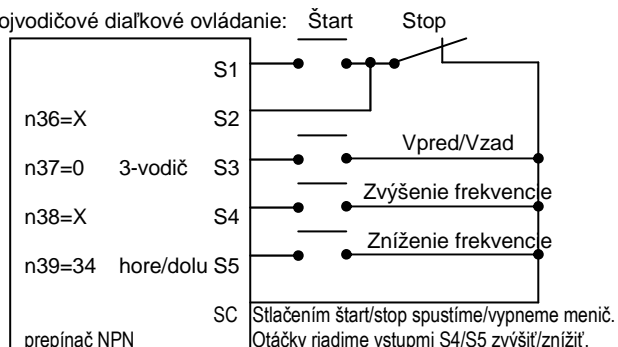 ojvodičové diaľkové ovládanie: Štart Stop
S1
n36=X S2
Vpred/Vzad
n37=0 3-vodič S3
Zvýšenie frekvencie
n38=X S4
Zníženie frekvencie
n39=34 hore/dolu S5
SC Stlačením štart/stop spustíme/vypneme menič.
prepínač NPN Otáčky riadime vstupmi S4/S5 zvýšiť/znížiť.